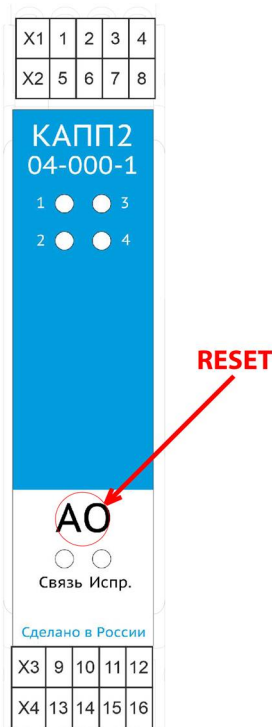 X1 1 2 3 4
X2 5 6 7 8
КАПП2
04-000-1
1 3
2 4
RESET
АО
Связь Испр.
Сделано в России
X3 9 10 11 12
X4 13 14 15 16